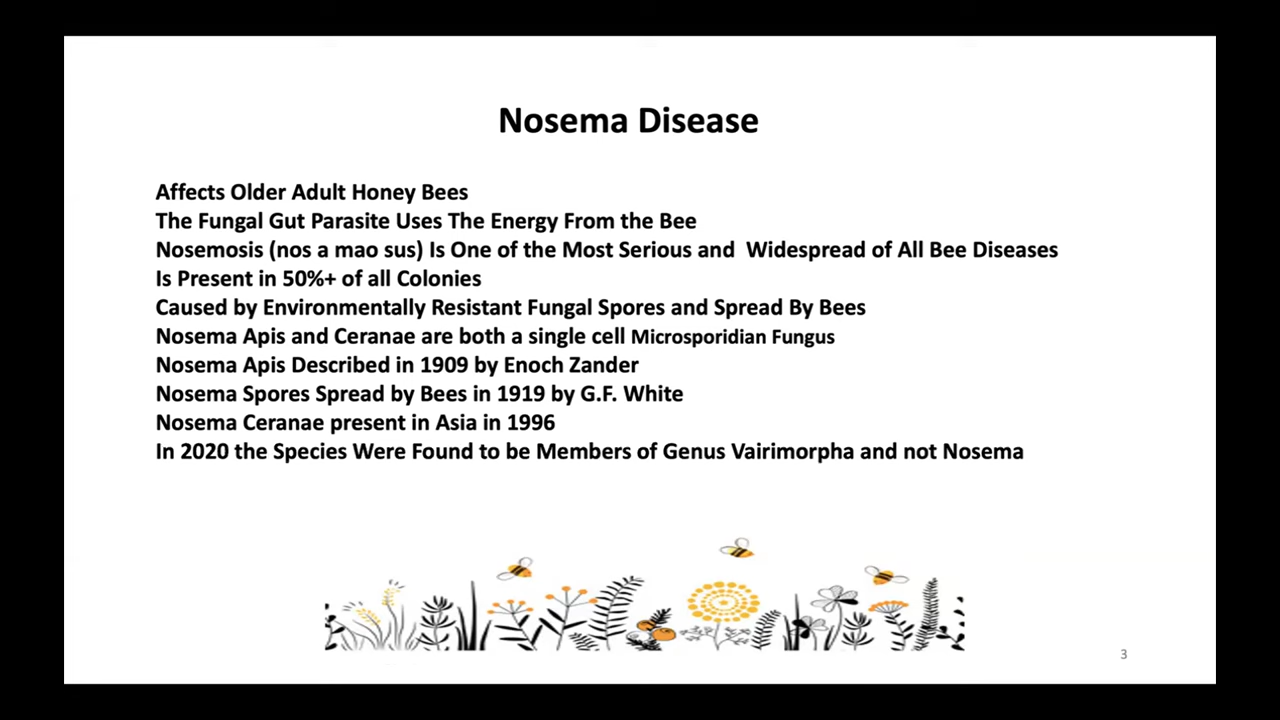 Nosema Disease
Affects Older Adult Honey Bees
The Fungal Gut Parasite Uses The Energy From the Bee
Nosemosis (nos a mao sus) Is One of the Most Serious and  Widespread of All Bee Diseases
Is Present in 50%+ of all Colonies
Caused by Environmentally Resistant Fungal Spores and Spread By Bees
Nosema Apis and Ceranae are both a single cell Microsporidian Fungus
Nosema Apis Described in 1909 by Enoch Zander
Nosema Spores Spread by Bees in 1919 by G.F. White
Nosema Ceranae present in Asia in 1996
In 2020 the Species Were Found to be Members of Genus Vairimorpha and not Nosema
3